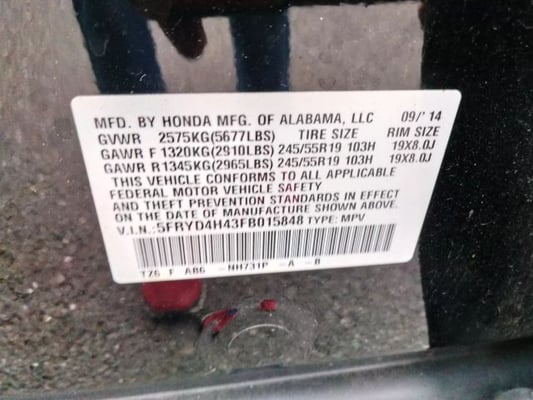 MFD. BY HONDA MFG. OF ALABAMA, LLC 09/' 14
GVWR 2575KG(5677LBS) TIRE SIZE RIM SIZE
GAWR F 1320KG(2910LBS) 245/55R19 103H 19X8.0J
GAWR R1345KG(2965LBS) 245/55R19 103H 19X8.0J
THIS VEHICLE CONFORMS TO ALL APPLICABLE
FEDERAL MOTOR VEHICLE SAFETY
AND THEFT PREVENTION STANDARDS IN EFFECT
ON THE DATE OF MANUFACTURE SHOWN ABOVE.
V.I.N.:5FRYD4H43FB015848 TYPE: MPV
TZ6 F AB6 -NH731P -A -B